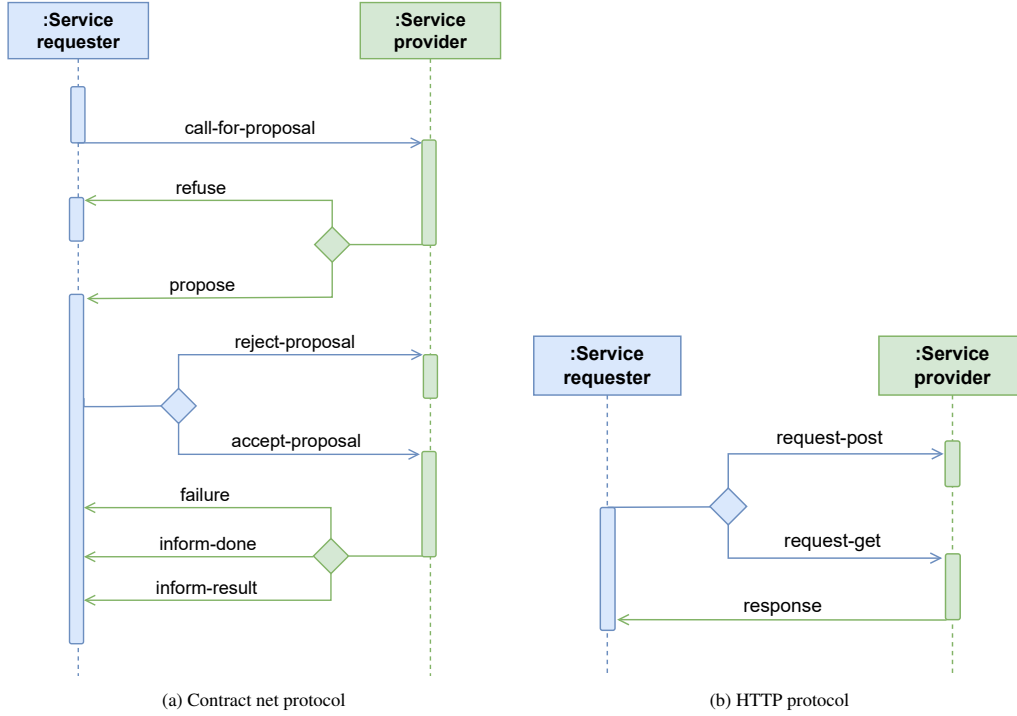 :Service
requester
:Service
provider
call-for-proposal
refuse
propose
reject-proposal
accept-proposal
failure
inform-done
inform-result
(a) Contract net protocol
:Service
requester
:Service
provider
request-post
request-get
response
(b) HTTP protocol